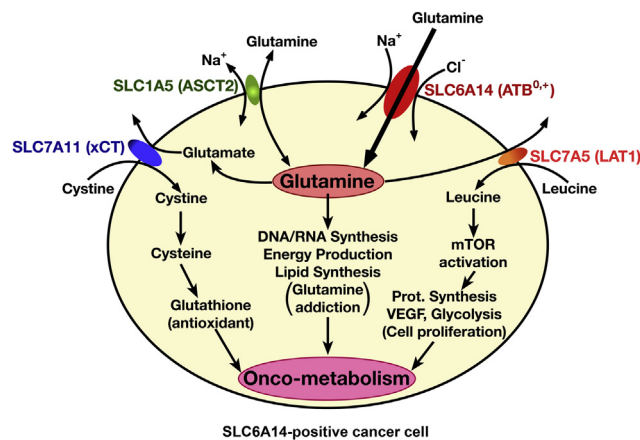 Glutamine
Na⁺
Glutamine
Na⁺
Cl⁻
SLC1A5 (ASCT2)
SLC6A14 (ATB⁰,⁺)
SLC7A11 (xCT)
Glutamate
SLC7A5 (LAT1)
Cystine
Glutamine
Leucine
Cystine
Leucine
Cysteine
Glutathione
(antioxidant)
DNA/RNA Synthesis
Energy Production
Lipid Synthesis
(Glutamine
addiction)
mTOR
activation
Prot. Synthesis
VEGF, Glycolysis
(Cell proliferation)
Onco-metabolism
SLC6A14-positive cancer cell